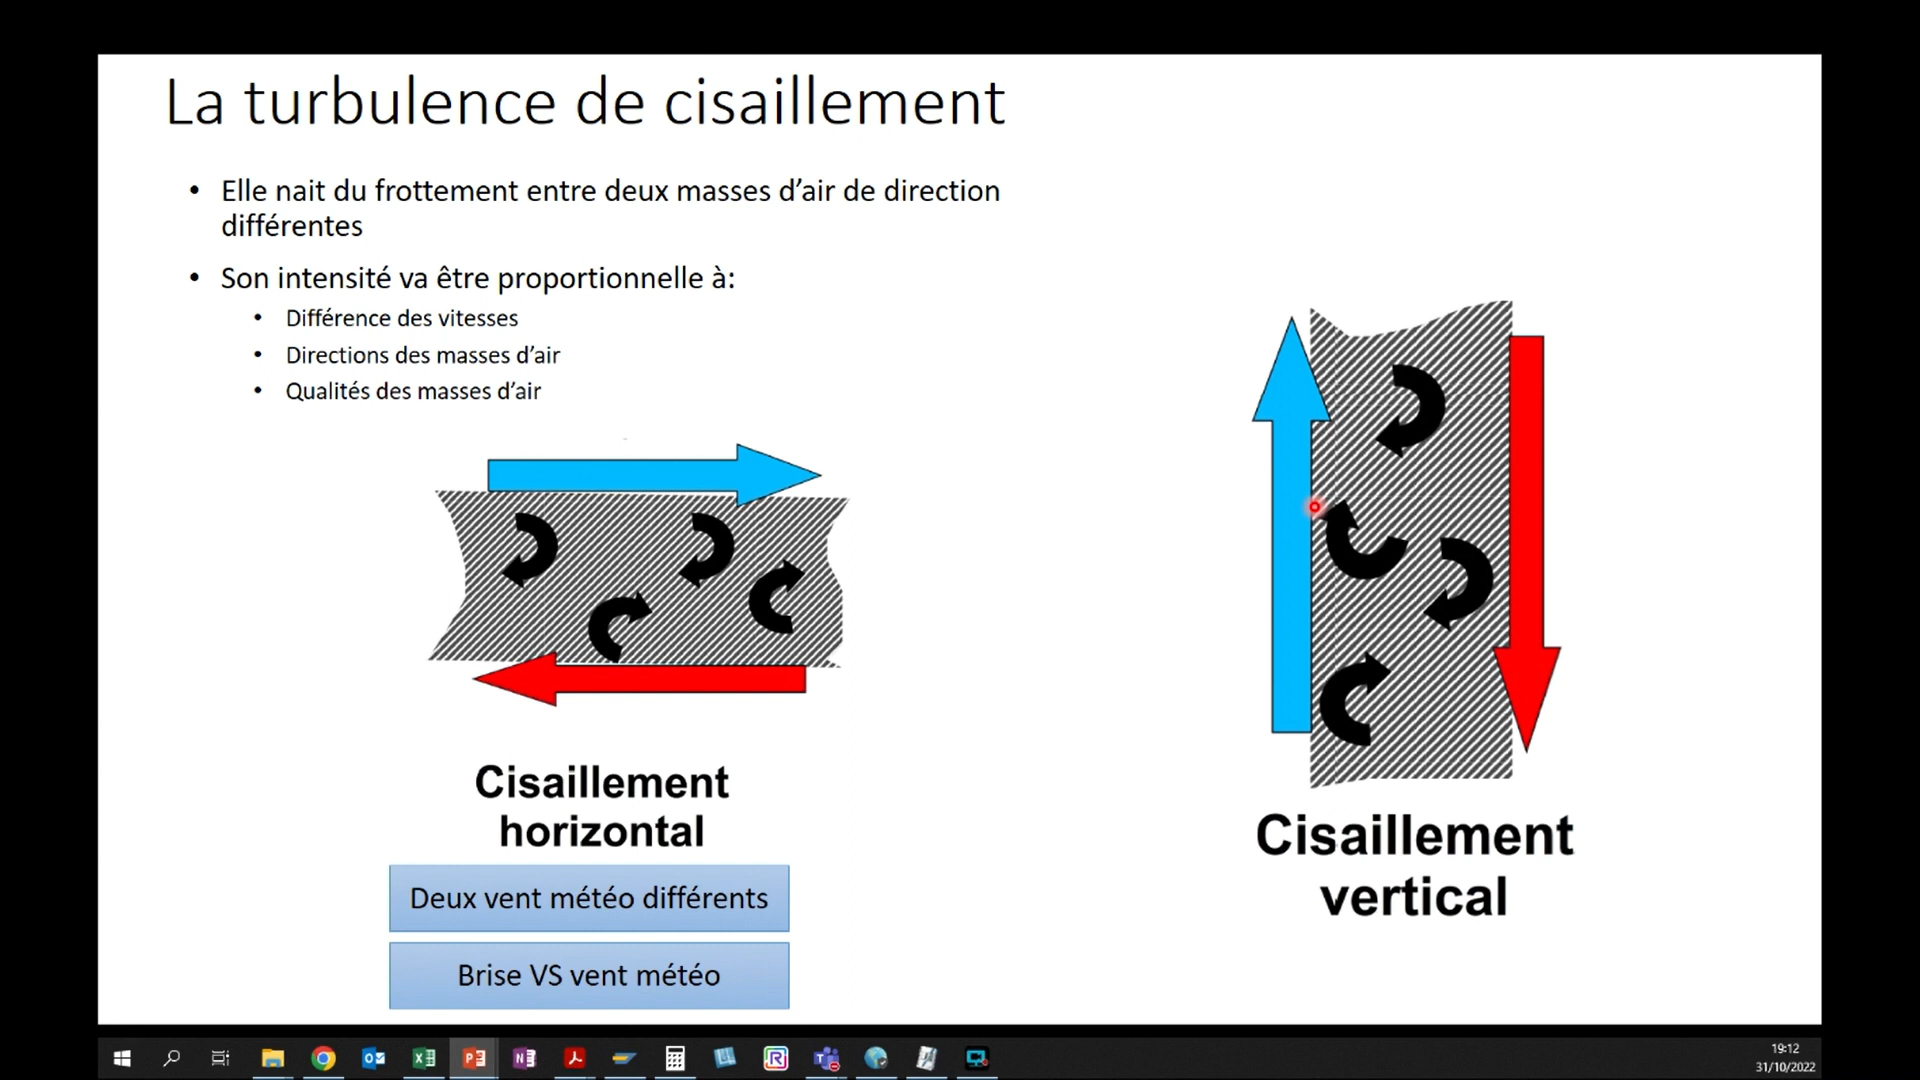 La turbulence de cisaillement
• Elle nait du frottement entre deux masses d’air de direction
différentes
• Son intensité va être proportionnelle à:
• Différence des vitesses
• Directions des masses d’air
• Qualités des masses d’air
Cisaillement
horizontal
Deux vent météo différents
Brise VS vent météo
Cisaillement
vertical
19:12
31/10/2022